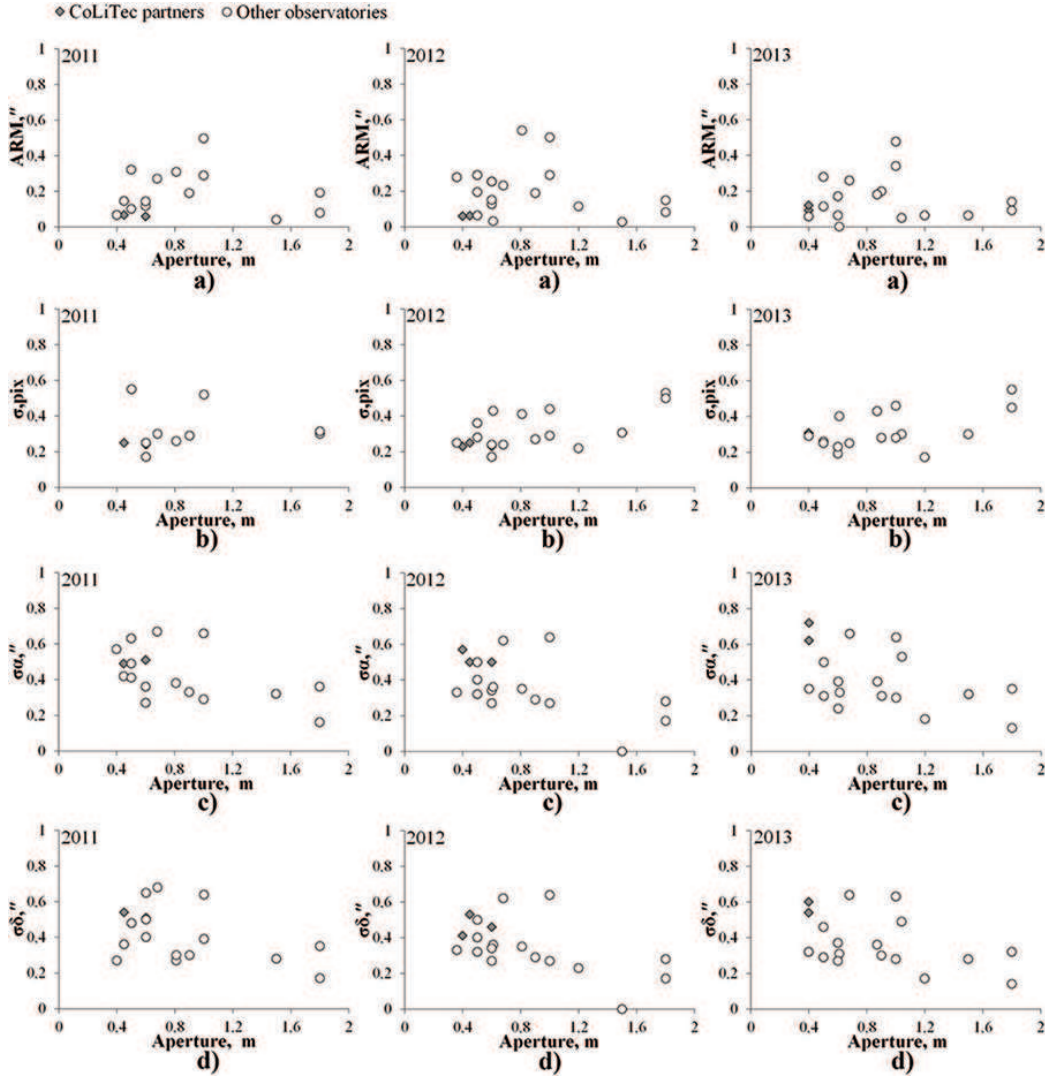 CoLiTec partners Other observatories
2011 2012 2013
1 1 1
0,8 0,8 0,8
0,6 0,6 0,6
0,4 0,4 0,4
0,2 0,2 0,2
0 0 0
ARM,″ ARM,″ ARM,″
0 0.4 0.8 1.2 1.6 2 0 0.4 0.8 1.2 1.6 2 0 0.4 0.8 1.2 1.6 2
Aperture, m Aperture, m Aperture, m
a) a) a)
2011 2012 2013
1 1 1
0,8 0,8 0,8
0,6 0,6 0,6
0,4 0,4 0,4
0,2 0,2 0,2
0 0 0
σ,pix σ,pix σ,pix
0 0.4 0.8 1.2 1.6 2 0 0.4 0.8 1.2 1.6 2 0 0.4 0.8 1.2 1.6 2
Aperture, m Aperture, m Aperture, m
b) b) b)
2011 2012 2013
1 1 1
0,8 0,8 0,8
0,6 0,6 0,6
0,4 0,4 0,4
0,2 0,2 0,2
0 0 0
σα,″ σα,″ σα,″
0 0.4 0.8 1.2 1.6 2 0 0.4 0.8 1.2 1.6 2 0 0.4 0.8 1.2 1.6 2
Aperture, m Aperture, m Aperture, m
c) c) c)
2011 2012 2013
1 1 1
0,8 0,8 0,8
0,6 0,6 0,6
0,4 0,4 0,4
0,2 0,2 0,2
0 0 0
σδ,″ σδ,″ σδ,″
0 0.4 0.8 1.2 1.6 2 0 0.4 0.8 1.2 1.6 2 0 0.4 0.8 1.2 1.6 2
Aperture, m Aperture, m Aperture, m
d) d) d)